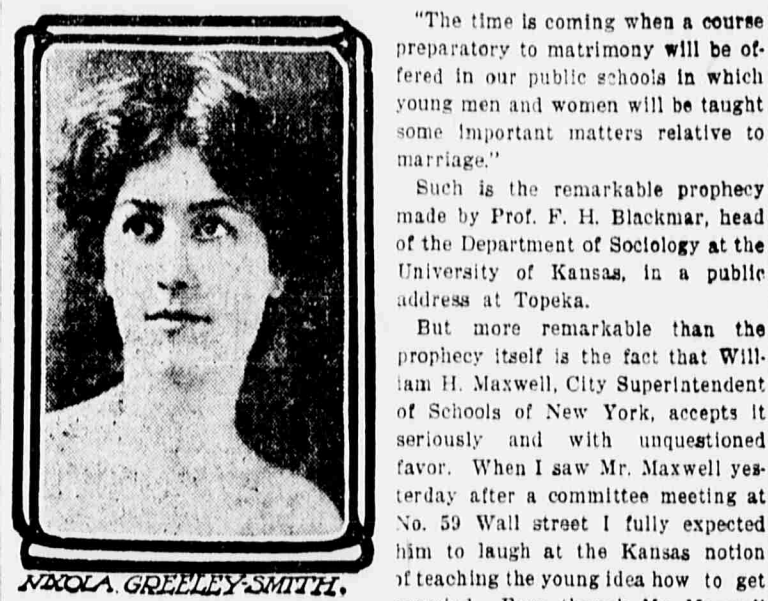 "The time is coming when a course
preparatory to matrimony will be of-
fered in our public schools in which
young men and women will be taught
some important matters relative to
marriage."
Such is the remarkable prophecy
made by Prof. F. H. Blackmar, head
of the Department of Sociology at the
University of Kansas, in a public
address at Topeka.
But more remarkable than the
prophecy itself is the fact that Will-
iam H. Maxwell, City Superintendent
of Schools of New York, accepts it
seriously and with unquestioned
favor. When I saw Mr. Maxwell yes-
terday after a committee meeting at
No. 59 Wall street I fully expected
him to laugh at the Kansas notion
of teaching the young idea how to get
NIXOLA GREELEY-SMITH.